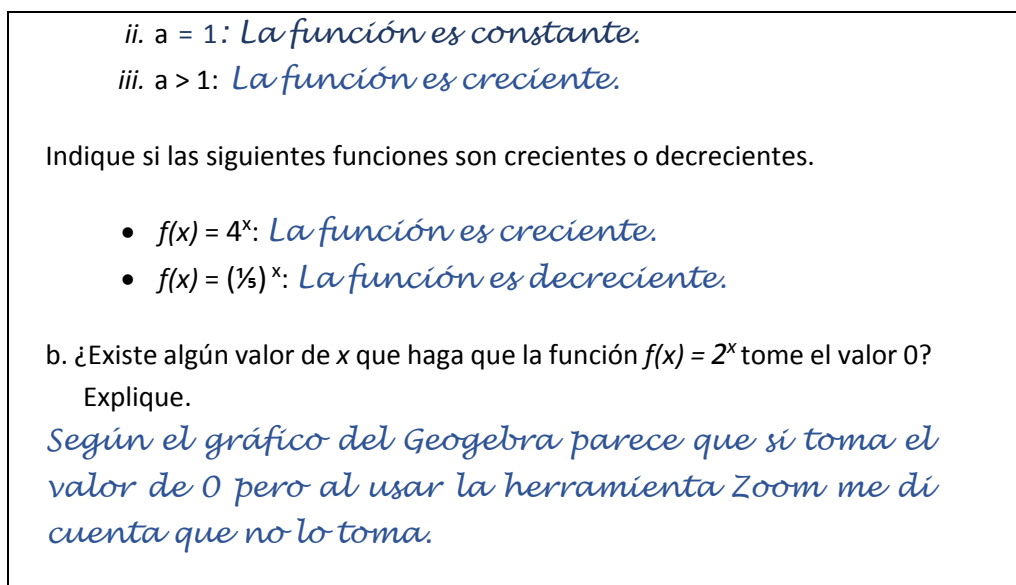 ii. a = 1: La función es constante.
iii. a > 1: La función es creciente.
Indique si las siguientes funciones son crecientes o decrecientes.
• f(x) = 4ˣ: La función es creciente.
• f(x) = (⅕) ˣ: La función es decreciente.
b. ¿Existe algún valor de x que haga que la función f(x) = 2ˣ tome el valor 0?
Explique.
Según el gráfico del Geogebra parece que si toma el
valor de 0 pero al usar la herramienta Zoom me di
cuenta que no lo toma.